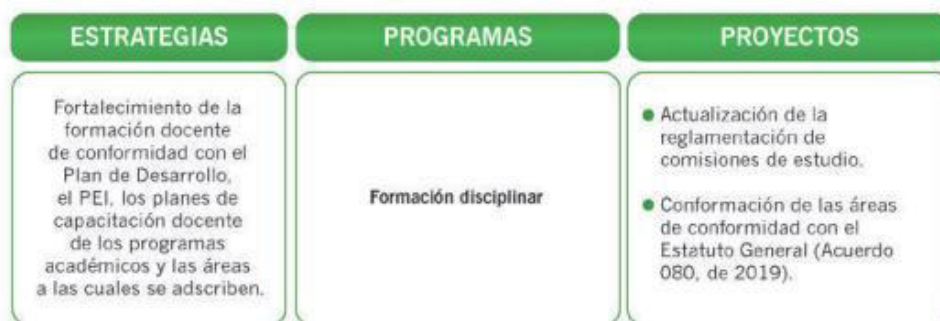 ESTRATEGIAS
PROGRAMAS
PROYECTOS
Fortalecimiento de la
formación docente
de conformidad con el
Plan de Desarrollo,
el PEI, los planes de
capacitación docente
de los programas
académicos y las áreas
a las cuales se adscriben.
Formación disciplinar
● Actualización de la
reglamentación de
comisiones de estudio.
● Conformación de las áreas
de conformidad con el
Estatuto General (Acuerdo
080, de 2019).